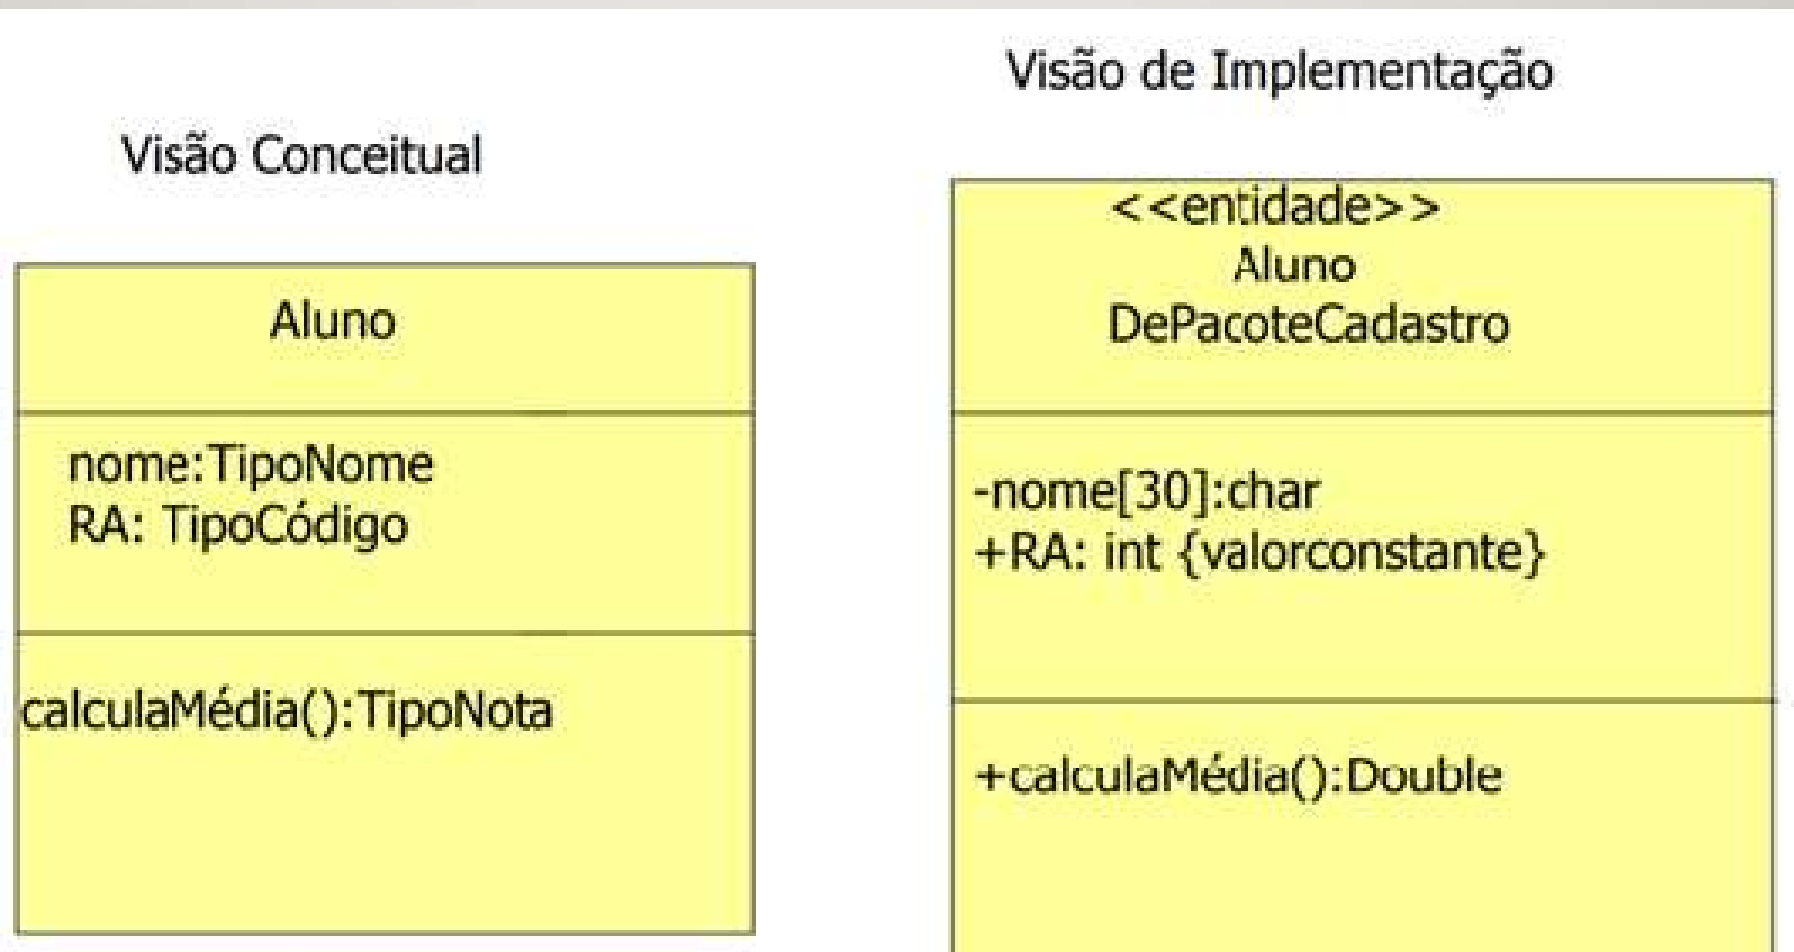 Visão Conceitual
Aluno
nome:TipoNome
RA: TipoCódigo
calculaMédia():TipoNota
Visão de Implementação
<<entidade>>
Aluno
DePacoteCadastro
-nome[30]:char
+RA: int {valorconstante}
+calculaMédia():Double